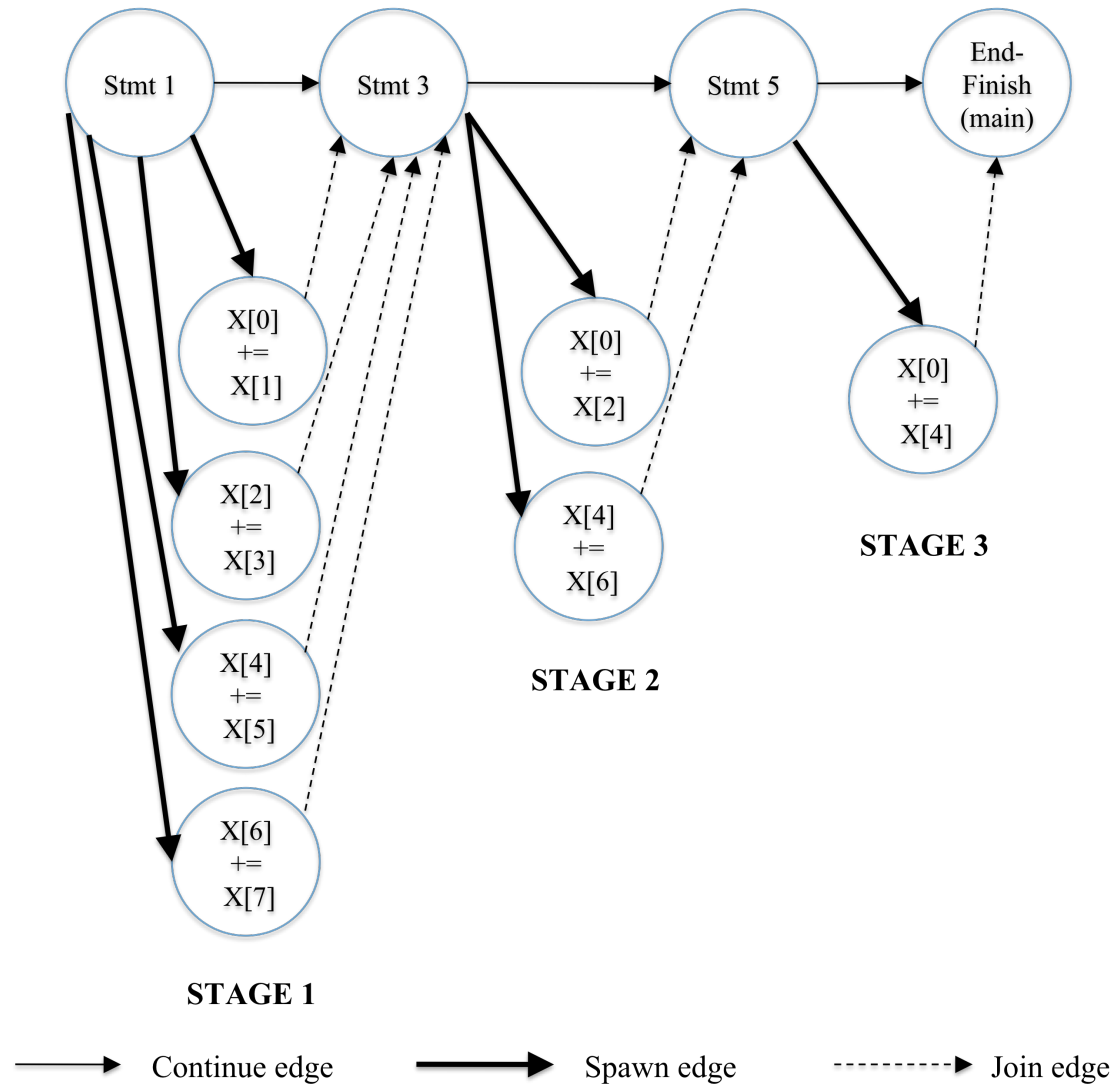 Stmt 1
Stmt 3
Stmt 5
End-
Finish
(main)
X[0]
+=
X[1]
X[2]
+=
X[3]
X[4]
+=
X[5]
X[6]
+=
X[7]
STAGE 1
X[0]
+=
X[2]
X[4]
+=
X[6]
STAGE 2
X[0]
+=
X[4]
STAGE 3
Continue edge
Spawn edge
Join edge